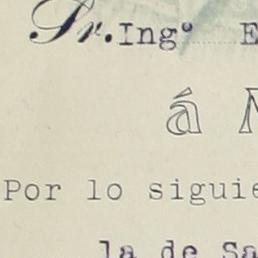 Sr. Ingº E
á
Por lo siguie
la de Sa